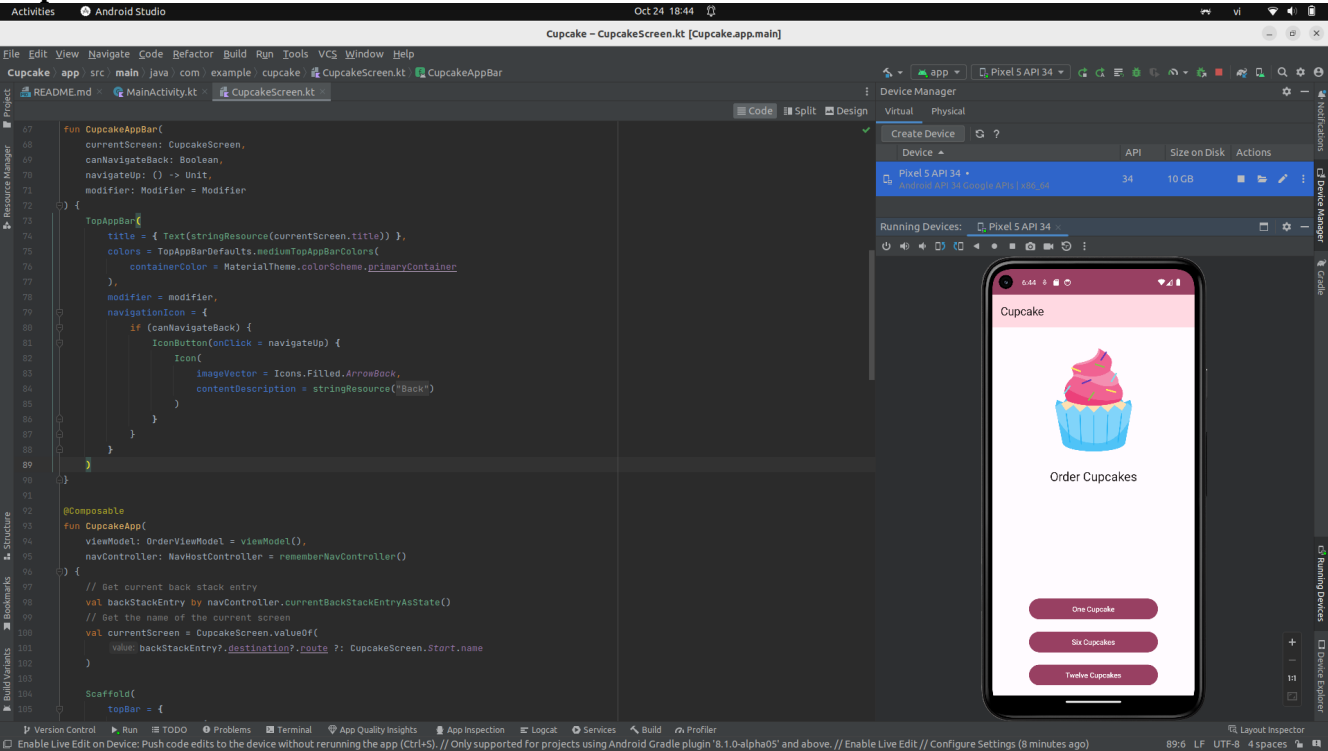 Activities Android Studio Oct 24 18:44 vi
Cupcake – CupcakeScreen.kt [Cupcake.app.main]
File Edit View Navigate Code Refactor Build Run Tools VCS Window Help
Cupcake app src main java com example cupcake CupcakeScreen.kt CupcakeAppBar app Pixel 5 API 34
README.md MainActivity.kt CupcakeScreen.kt
Code Split Design
67 fun CupcakeAppBar(
68 currentScreen: CupcakeScreen,
69 canNavigateBack: Boolean,
70 navigateUp: () -> Unit,
71 modifier: Modifier = Modifier
72 ) {
73 TopAppBar(
74 title = { Text(stringResource(currentScreen.title)) },
75 colors = TopAppBarDefaults.mediumTopAppBarColors(
76 containerColor = MaterialTheme.colorScheme.primaryContainer
77 ),
78 modifier = modifier,
79 navigationIcon = {
80 if (canNavigateBack) {
81 IconButton(onClick = navigateUp) {
82 Icon(
83 imageVector = Icons.Filled.ArrowBack,
84 contentDescription = stringResource("Back")
85 )
86 }
87 }
88 }
89 )
90 }
91
92 @Composable
93 fun CupcakeApp(
94 viewModel: OrderViewModel = viewModel(),
95 navController: NavHostController = rememberNavController()
96 ) {
97 // Get current back stack entry
98 val backStackEntry by navController.currentBackStackEntryAsState()
99 // Get the name of the current screen
100 val currentScreen = CupcakeScreen.valueOf(
101 value: backStackEntry?.destination?.route ?: CupcakeScreen.Start.name
102 )
103
104 Scaffold(
105 topBar = {
Project
Resource Manager
Structure
Bookmarks
Build Variants
Device Manager
Virtual Physical
Create Device ?
Device API Size on Disk Actions
Pixel 5 API 34 34 10 GB
Android API 34 Google APIs | x86_64
Running Devices: Pixel 5 API 34
6:44
Cupcake
Order Cupcakes
One Cupcake
Six Cupcakes
Twelve Cupcakes
1:1
Notifications
Device Manager
Gradle
Running Devices
Device Explorer
Version Control Run TODO Problems Terminal App Quality Insights App Inspection Logcat Services Build Profiler Layout Inspector
Enable Live Edit on Device: Push code edits to the device without rerunning the app (Ctrl+S). // Only supported for projects using Android Gradle plugin '8.1.0-alpha05' and above. // Enable Live Edit // Configure Settings (8 minutes ago) 89:6 LF UTF-8 4 spaces